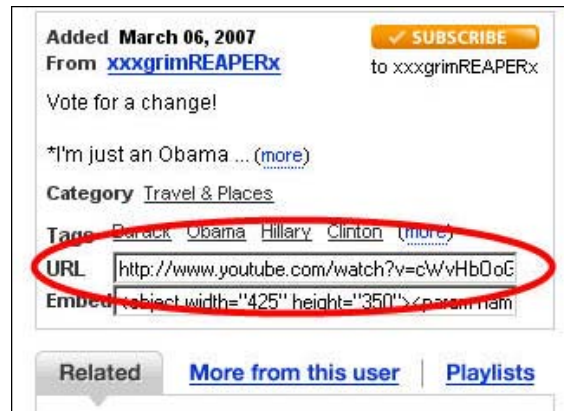 Added March 06, 2007
SUBSCRIBE
From xxxgrimREAPERx
to xxxgrimREAPERx
Vote for a change!
*I'm just an Obama ... (more)
Category Travel & Places
Tags Barack Obama Hillary Clinton (more)
URL http://www.youtube.com/watch?v=cWvHbOoG
Embed <object width="425" height="350"><param nam
Related More from this user Playlists